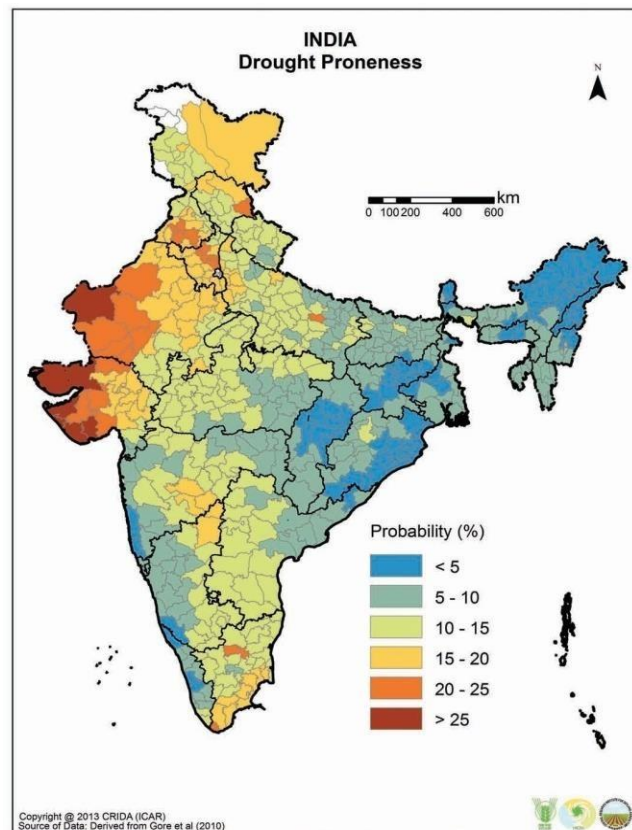 INDIA
Drought Proneness
N
km
0 100 200 400 600
Probability (%)
< 5
5 - 10
10 - 15
15 - 20
20 - 25
> 25
Copyright @ 2013 CRIDA (ICAR)
Source of Data: Derived from Gore et al (2010)